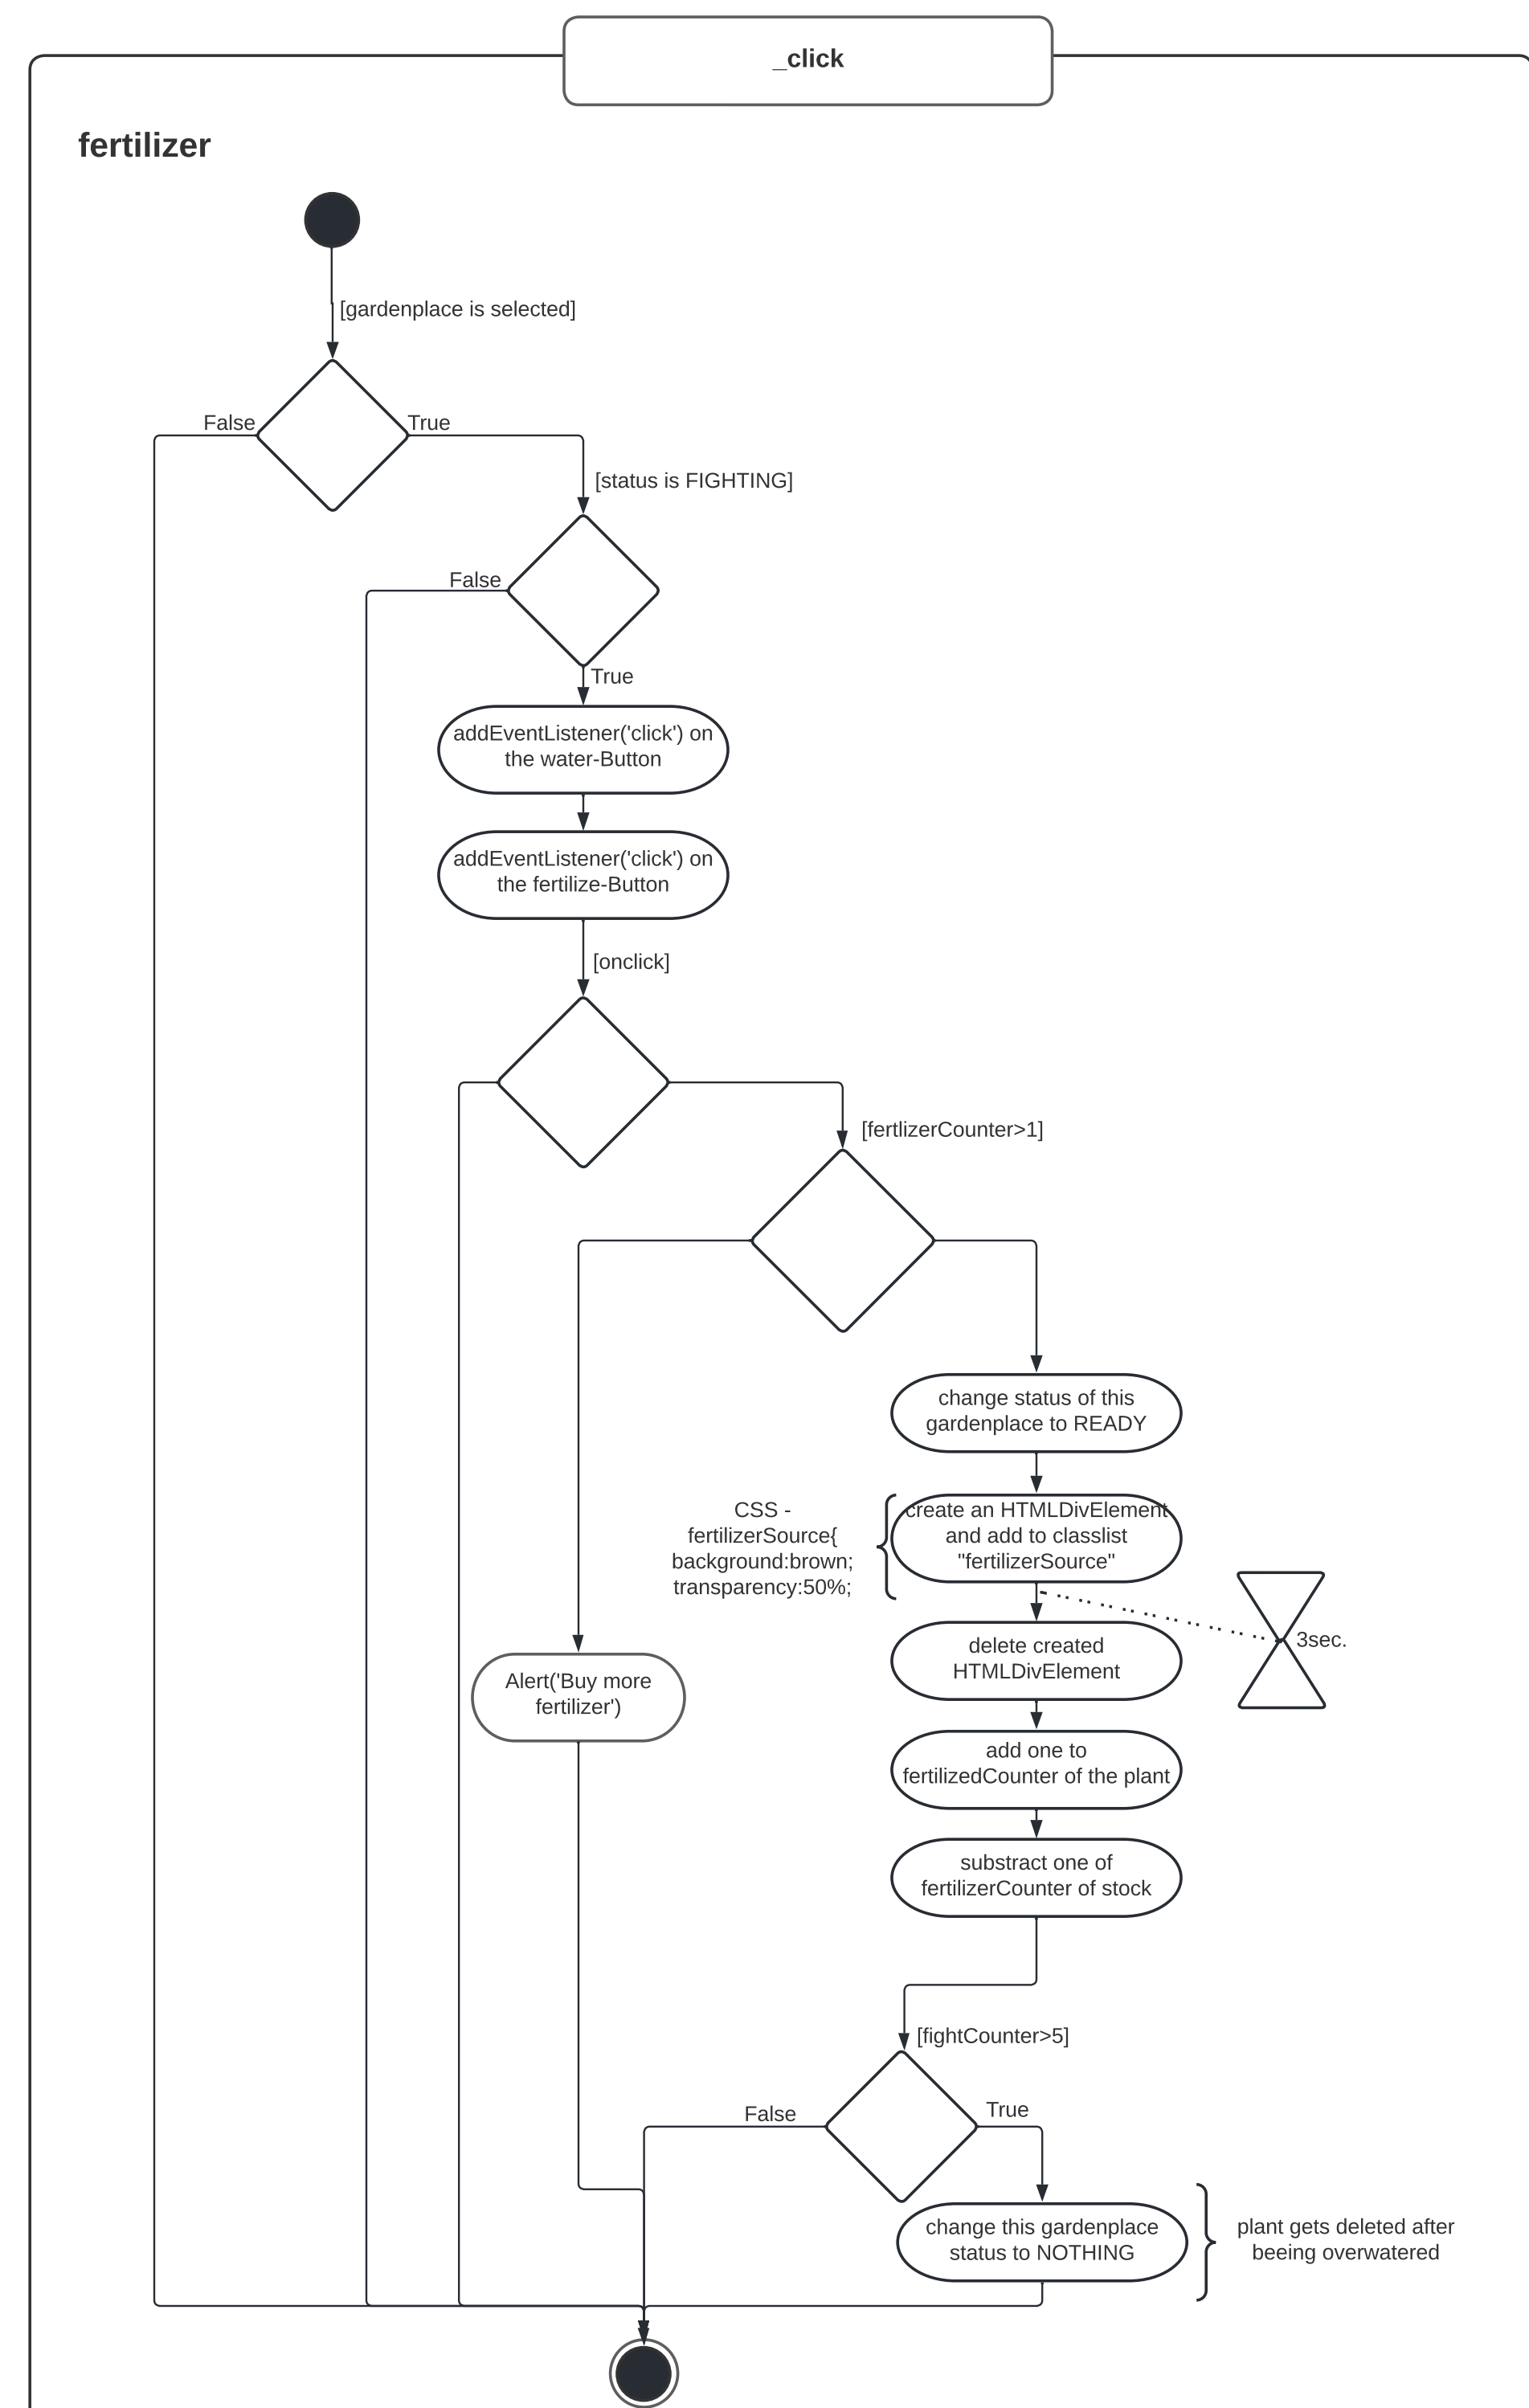 _click
fertilizer
[gardenplace is selected]
False
True
[status is FIGHTING]
False
True
addEventListener('click') on
the water-Button
addEventListener('click') on
the fertilize-Button
[onclick]
[fertlizerCounter>1]
change status of this
gardenplace to READY
CSS -
fertilizerSource{
background:brown;
transparency:50%;
create an HTMLDivElement
and add to classlist
"fertilizerSource"
3sec.
delete created
HTMLDivElement
Alert('Buy more
fertilizer')
add one to
fertilizedCounter of the plant
substract one of
fertilizerCounter of stock
[fightCounter>5]
False
True
change this gardenplace
status to NOTHING
plant gets deleted after
beeing overwatered